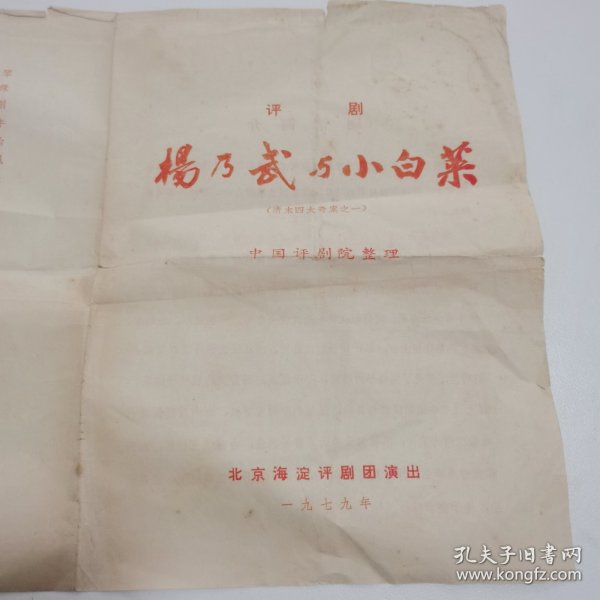 评剧
楊乃武与小白菜
(清末四大奇案之一)
中国评剧院整理
北京海淀评剧团演出
一九七九年
孔夫子旧书网
www.kongfz.com